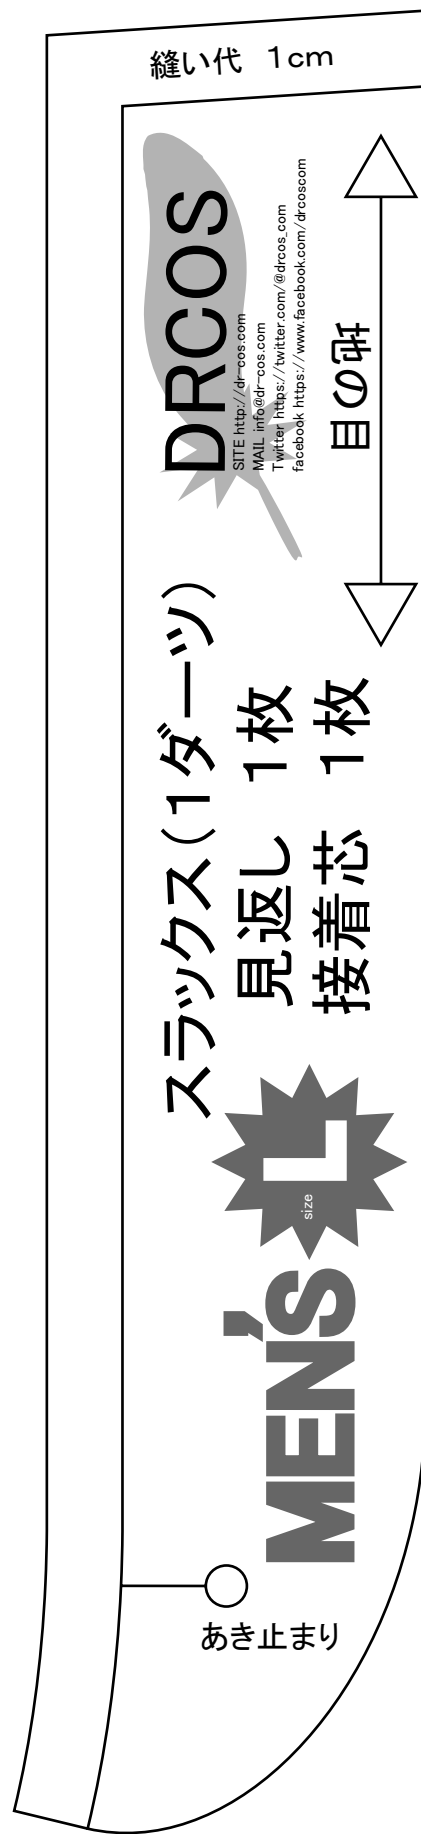 縫い代　1cm
DRCOS
SITE http://dr-cos.com
MAIL info@dr-cos.com
Twitter https://twitter.com/@drcos_com
facebook https://www.facebook.com/drcoscom
地の目
スラックス(1ダーツ)
見返し　1枚
接着芯　1枚
MEN'S
size L
あき止まり